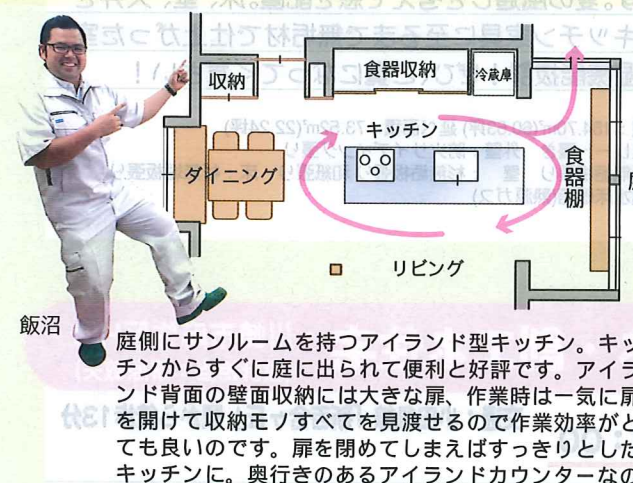 収納
食器収納
冷蔵庫
キッチン
ダイニング
食器棚
リビング
飯沼
庭側にサンルームを持つアイランド型キッチン。キッ
チンからすぐに庭に出られて便利と好評です。アイラ
ンド背面の壁面収納には大きな扉、作業時は一気に扉
を開けて収納モノすべてを見渡せるので作業効率がと
ても良いのです。扉を閉めてしまえばすっきりとした
キッチンに。奥行きのあるアイランドカウンターなの